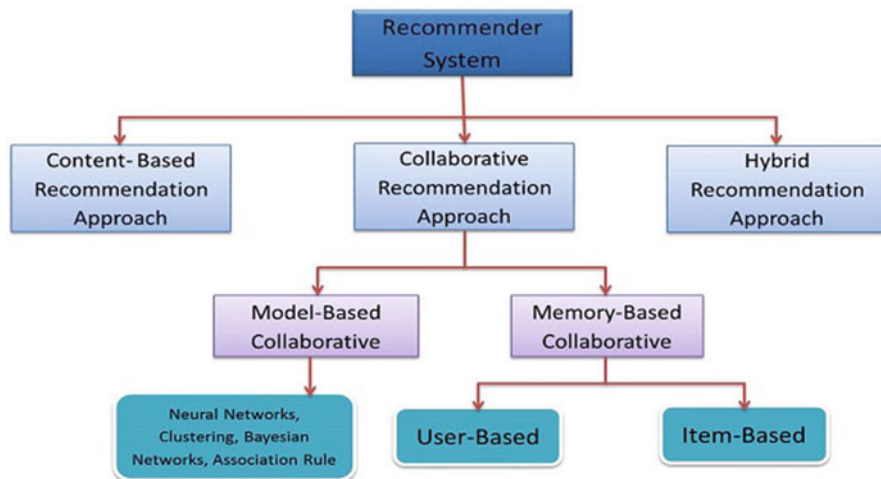 Recommender
System
Content-Based
Recommendation
Approach
Collaborative
Recommendation
Approach
Hybrid
Recommendation
Approach
Model-Based
Collaborative
Memory-Based
Collaborative
Neural Networks,
Clustering, Bayesian
Networks, Association Rule
User-Based
Item-Based